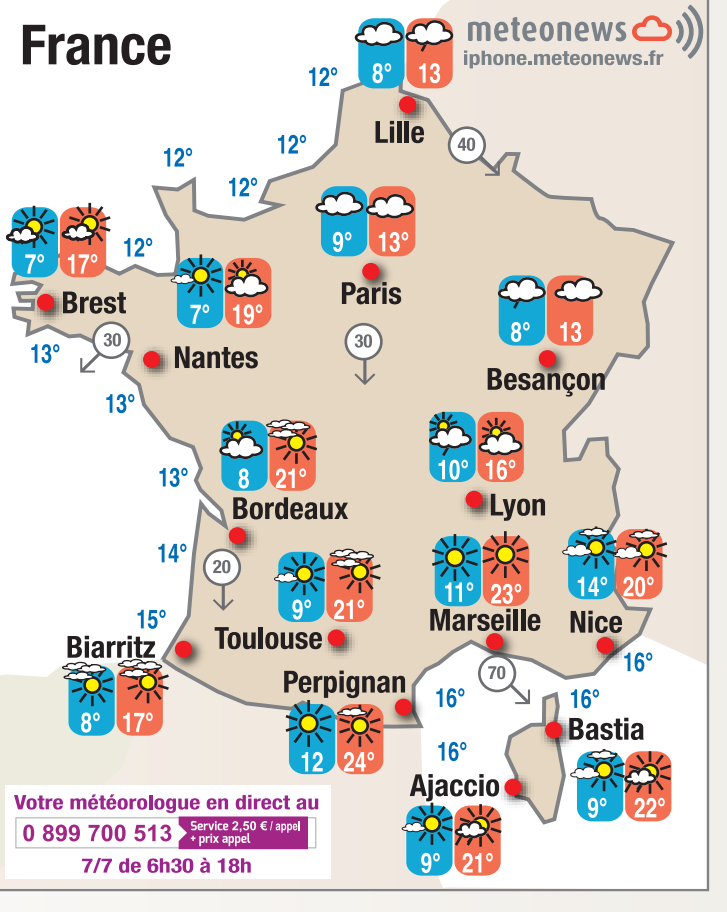 France
meteonews
iphone.meteonews.fr
8° 13
12°
Lille
40
12°
12°
12°
9° 13°
Paris
7° 17°
12°
Brest
7° 19°
Nantes
30
13°
30
8° 13
Besançon
13°
8 21°
13°
Bordeaux
10° 16°
Lyon
14°
20
9° 21°
Toulouse
11° 23°
Marseille
14° 20°
Nice
15°
Biarritz
8° 17°
16°
70
Perpignan
12 24°
16°
16°
16°
Bastia
9° 22°
Ajaccio
9° 21°
Votre météorologue en direct au
0 899 700 513 Service 2,50 € / appel
+ prix appel
7/7 de 6h30 à 18h